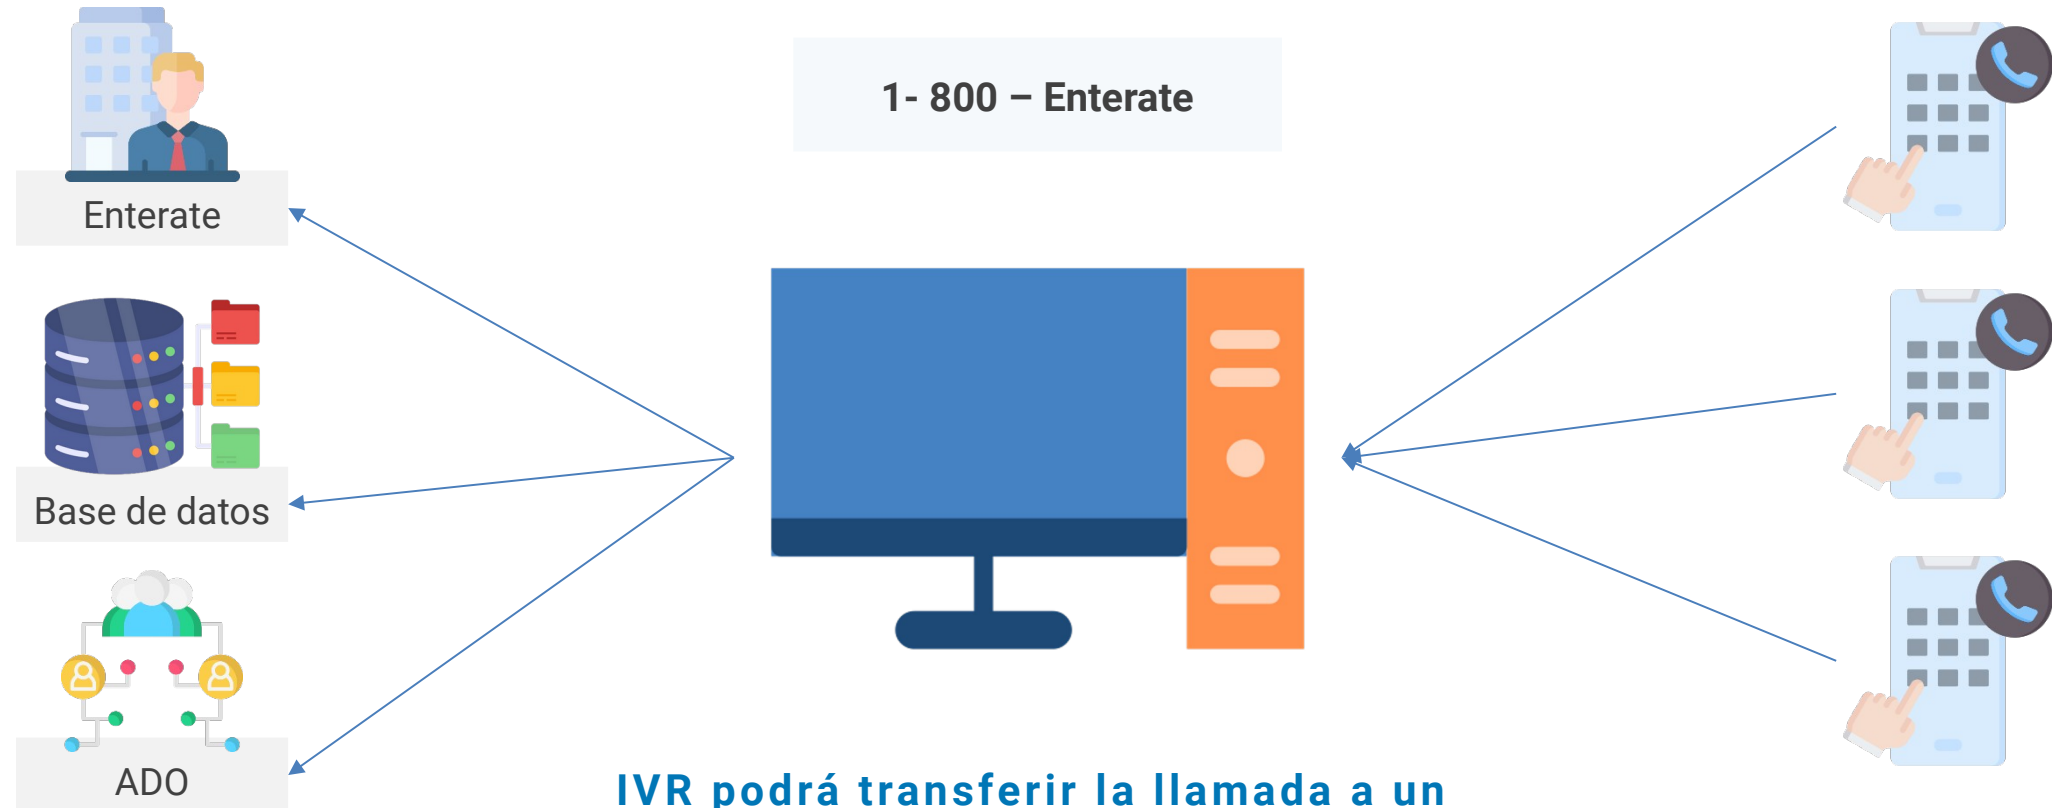 1- 800 – Enterate
Enterate
Base de datos
ADO
IVR podrá transferir la llamada a un